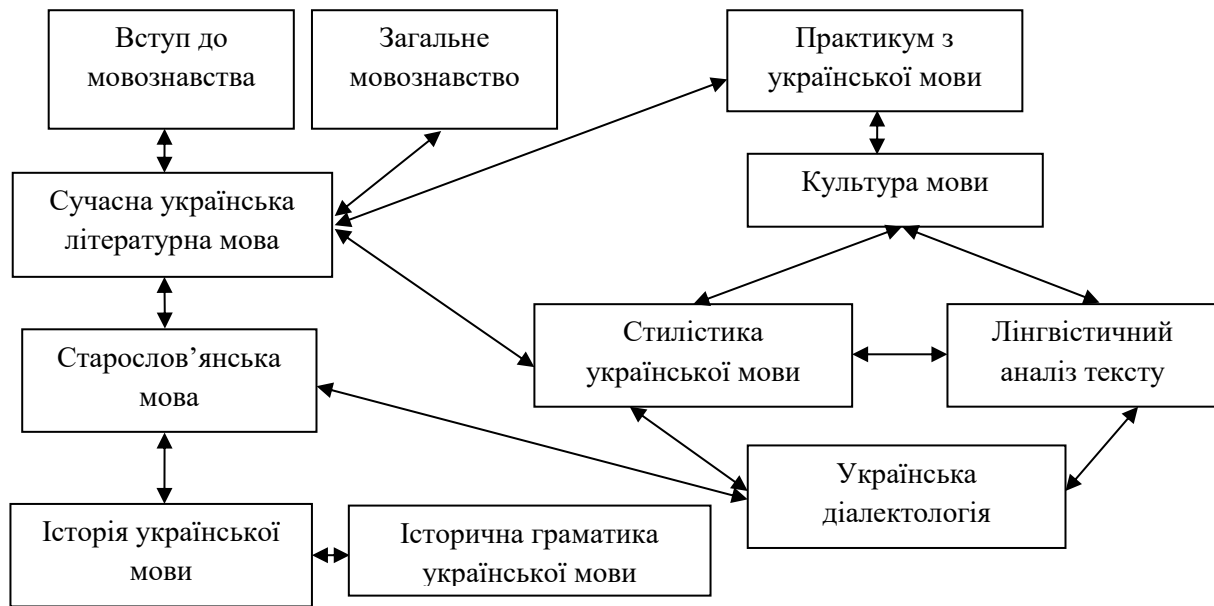 Вступ до
мовознавства
Загальне
мовознавство
Практикум з
української мови
Сучасна українська
літературна мова
Культура мови
Старослов’янська
мова
Стилістика
української мови
Лінгвістичний
аналіз тексту
Українська
діалектологія
Історія української
мови
Історична граматика
української мови